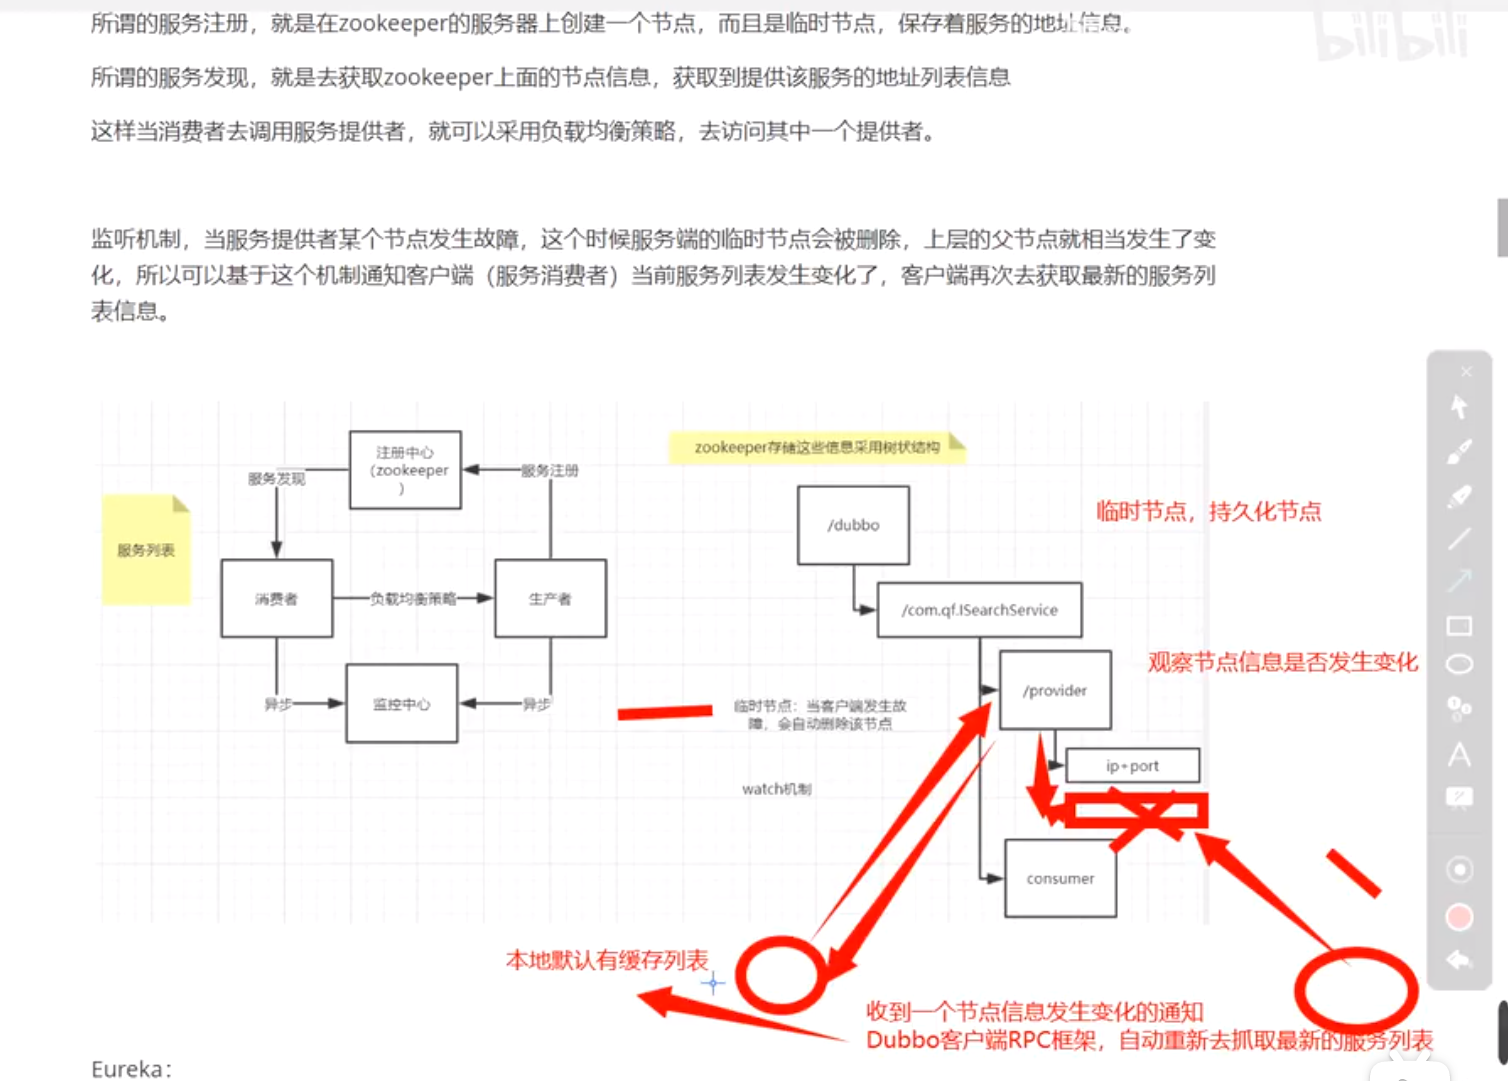 所谓的服务注册，就是在zookeeper的服务器上创建一个节点，而且是临时节点，保存着服务的地址信息。
bilibili
所谓的服务发现，就是去获取zookeeper上面的节点信息，获取到提供该服务的地址列表信息
这样当消费者去调用服务提供者，就可以采用负载均衡策略，去访问其中一个提供者。
监听机制，当服务提供者某个节点发生故障，这个时候服务端的临时节点会被删除，上层的父节点就相当发生了变
化，所以可以基于这个机制通知客户端（服务消费者）当前服务列表发生变化了，客户端再次去获取最新的服务列
表信息。
注册中心
（zookeeper
）
服务发现
服务注册
服务列表
消费者
负载均衡策略
生产者
异步
监控中心
异步
zookeeper存储这些信息采用树状结构
/dubbo
临时节点，持久化节点
/com.qf.ISearchService
观察节点信息是否发生变化
/provider
临时节点：当客户端发生故
障，会自动删除该节点
ip+port
watch机制
consumer
本地默认有缓存列表
收到一个节点信息发生变化的通知
Dubbo客户端RPC框架，自动重新去抓取最新的服务列表
Eureka：
A